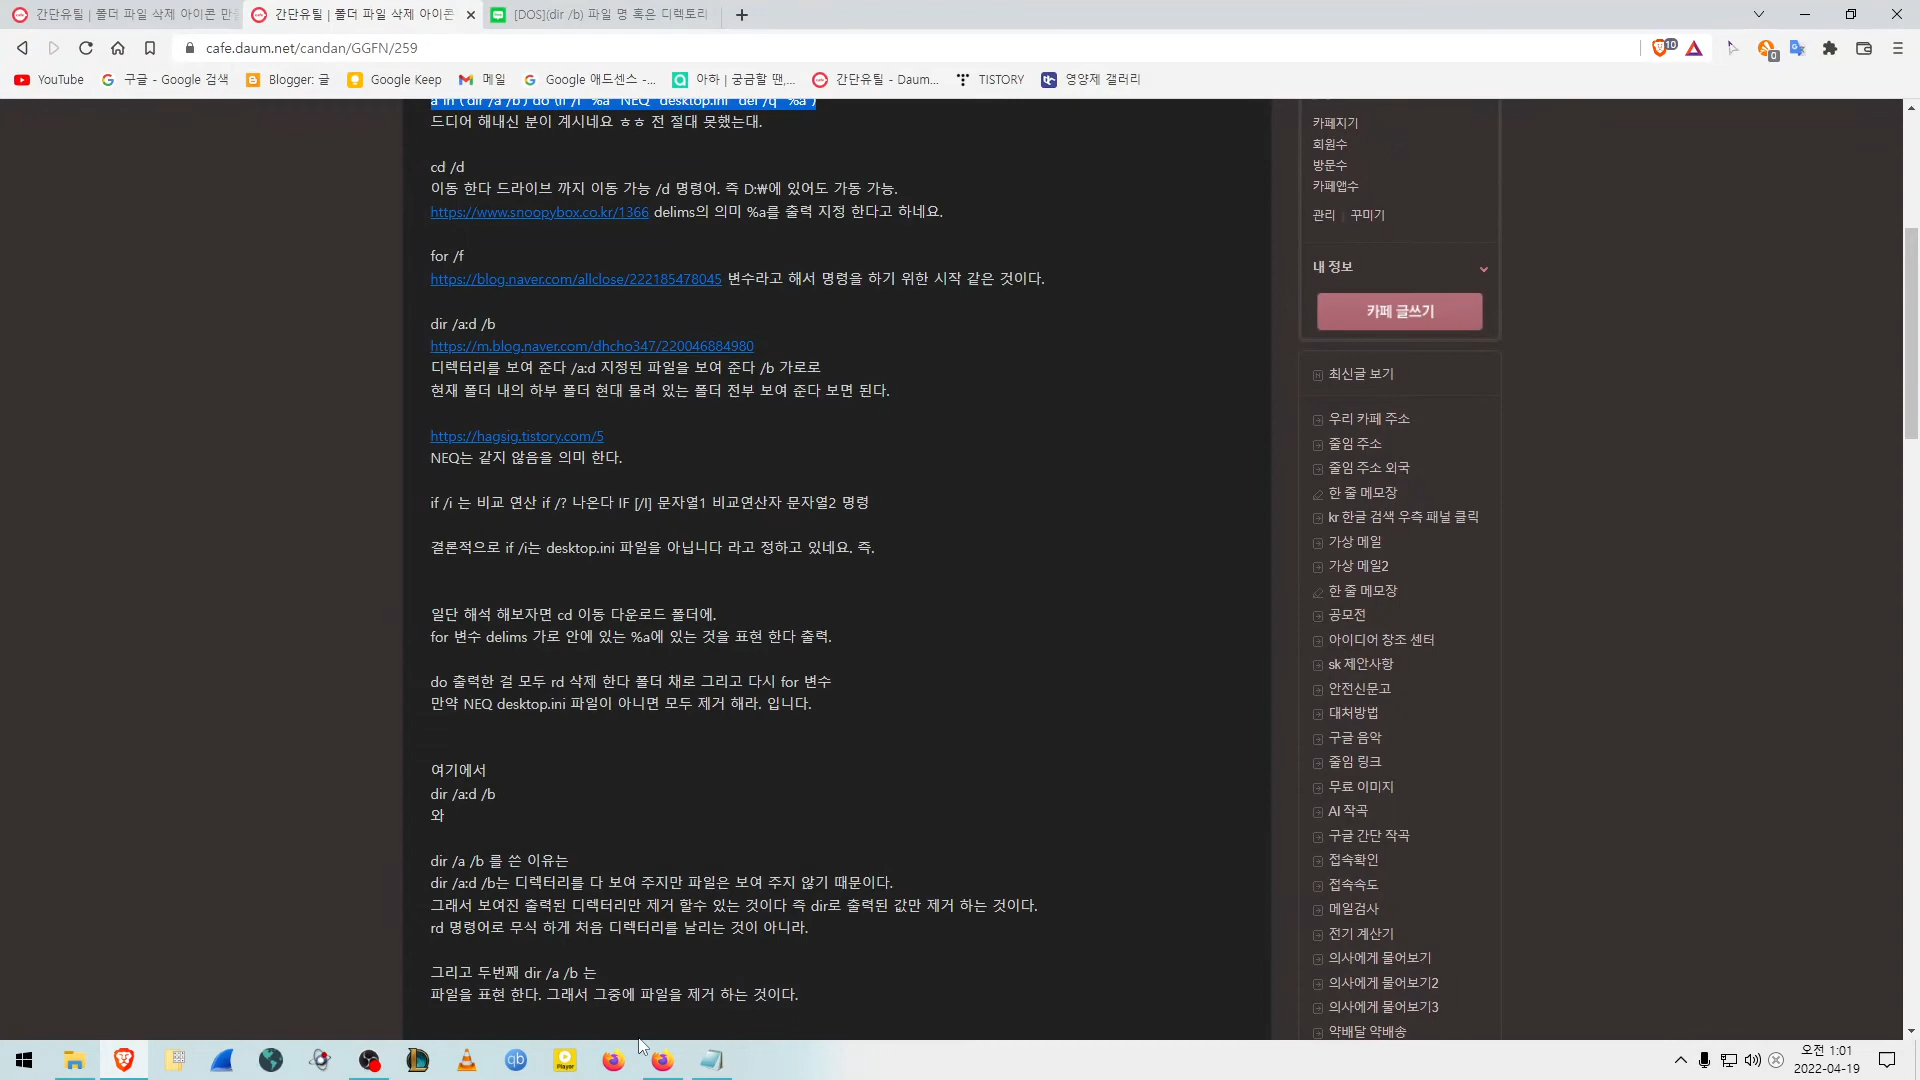 간단유틸 | 폴더 파일 삭제 아이콘 만
간단유틸 | 폴더 파일 삭제 아이콘
[DOS](dir /b) 파일 명 혹은 디렉토리
cafe.daum.net/candan/GGFN/259
10
0
YouTube
구글 - Google 검색
Blogger: 글
Google Keep
메일
Google 애드센스 -...
아하 | 궁금할 땐,...
간단유틸 - Daum...
TISTORY
영양제 갤러리
a in ('dir /a /b') do (if /i "%a" NEQ "desktop.ini" del /q "%a")
드디어 해내신 분이 계시네요 ㅎㅎ 전 절대 못했는대.
cd /d
이동 한다 드라이브 까지 이동 가능 /d 명령어. 즉 D:₩에 있어도 가동 가능.
https://www.snoopybox.co.kr/1366 delims의 의미 %a를 출력 지정 한다고 하네요.
for /f
https://blog.naver.com/allclose/222185478045 변수라고 해서 명령을 하기 위한 시작 같은 것이다.
dir /a:d /b
https://m.blog.naver.com/dhcho347/220046884980
디렉터리를 보여 준다 /a:d 지정된 파일을 보여 준다 /b 가로로
현재 폴더 내의 하부 폴더 현대 물려 있는 폴더 전부 보여 준다 보면 된다.
https://hagsig.tistory.com/5
NEQ는 같지 않음을 의미 한다.
if /i 는 비교 연산 if /? 나온다 IF [/I] 문자열1 비교연산자 문자열2 명령
결론적으로 if /i는 desktop.ini 파일을 아닙니다 라고 정하고 있네요. 즉.
일단 해석 해보자면 cd 이동 다운로드 폴더에.
for 변수 delims 가로 안에 있는 %a에 있는 것을 표현 한다 출력.
do 출력한 걸 모두 rd 삭제 한다 폴더 채로 그리고 다시 for 변수
만약 NEQ desktop.ini 파일이 아니면 모두 제거 해라. 입니다.
여기에서
dir /a:d /b
와
dir /a /b 를 쓴 이유는
dir /a:d /b는 디렉터리를 다 보여 주지만 파일은 보여 주지 않기 때문이다.
그래서 보여진 출력된 디렉터리만 제거 할수 있는 것이다 즉 dir로 출력된 값만 제거 하는 것이다.
rd 명령어로 무식 하게 처음 디렉터리를 날리는 것이 아니라.
그리고 두번째 dir /a /b 는
파일을 표현 한다. 그래서 그중에 파일을 제거 하는 것이다.
카페지기
회원수
방문수
카페앱수
관리 | 꾸미기
내 정보
카페 글쓰기
최신글 보기
우리 카페 주소
줄임 주소
줄임 주소 외국
한 줄 메모장
kr 한글 검색 우측 패널 클릭
가상 메일
가상 메일2
한 줄 메모장
공모전
아이디어 창조 센터
sk 제안사항
안전신문고
대처방법
구글 음악
줄임 링크
무료 이미지
AI 작곡
구글 간단 작곡
접속확인
접속속도
메일검사
전기 계산기
의사에게 물어보기
의사에게 물어보기2
의사에게 물어보기3
약배달 약배송
오전 1:01
2022-04-19